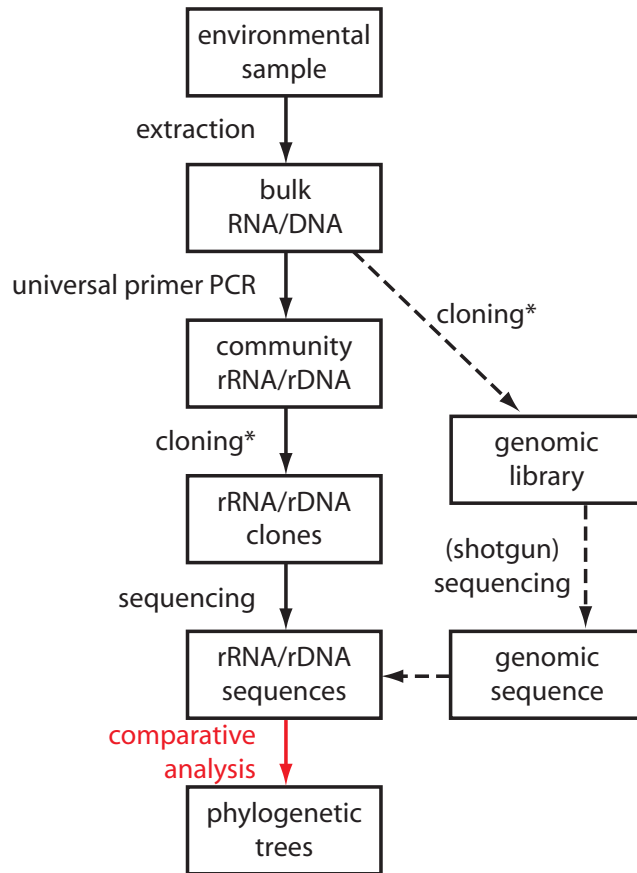 environmental
sample
extraction
bulk
RNA/DNA
universal primer PCR
cloning*
community
rRNA/rDNA
cloning*
genomic
library
rRNA/rDNA
clones
(shotgun)
sequencing
sequencing
rRNA/rDNA
sequences
genomic
sequence
comparative
analysis
phylogenetic
trees